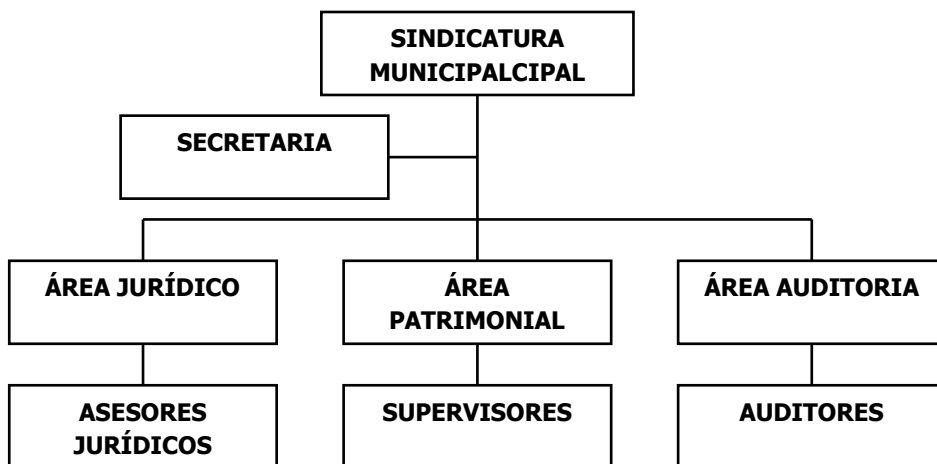 SINDICATURA
MUNICIPALCIPAL
SECRETARIA
ÁREA JURÍDICO
ÁREA
PATRIMONIAL
ÁREA AUDITORIA
ASESORES
JURÍDICOS
SUPERVISORES
AUDITORES